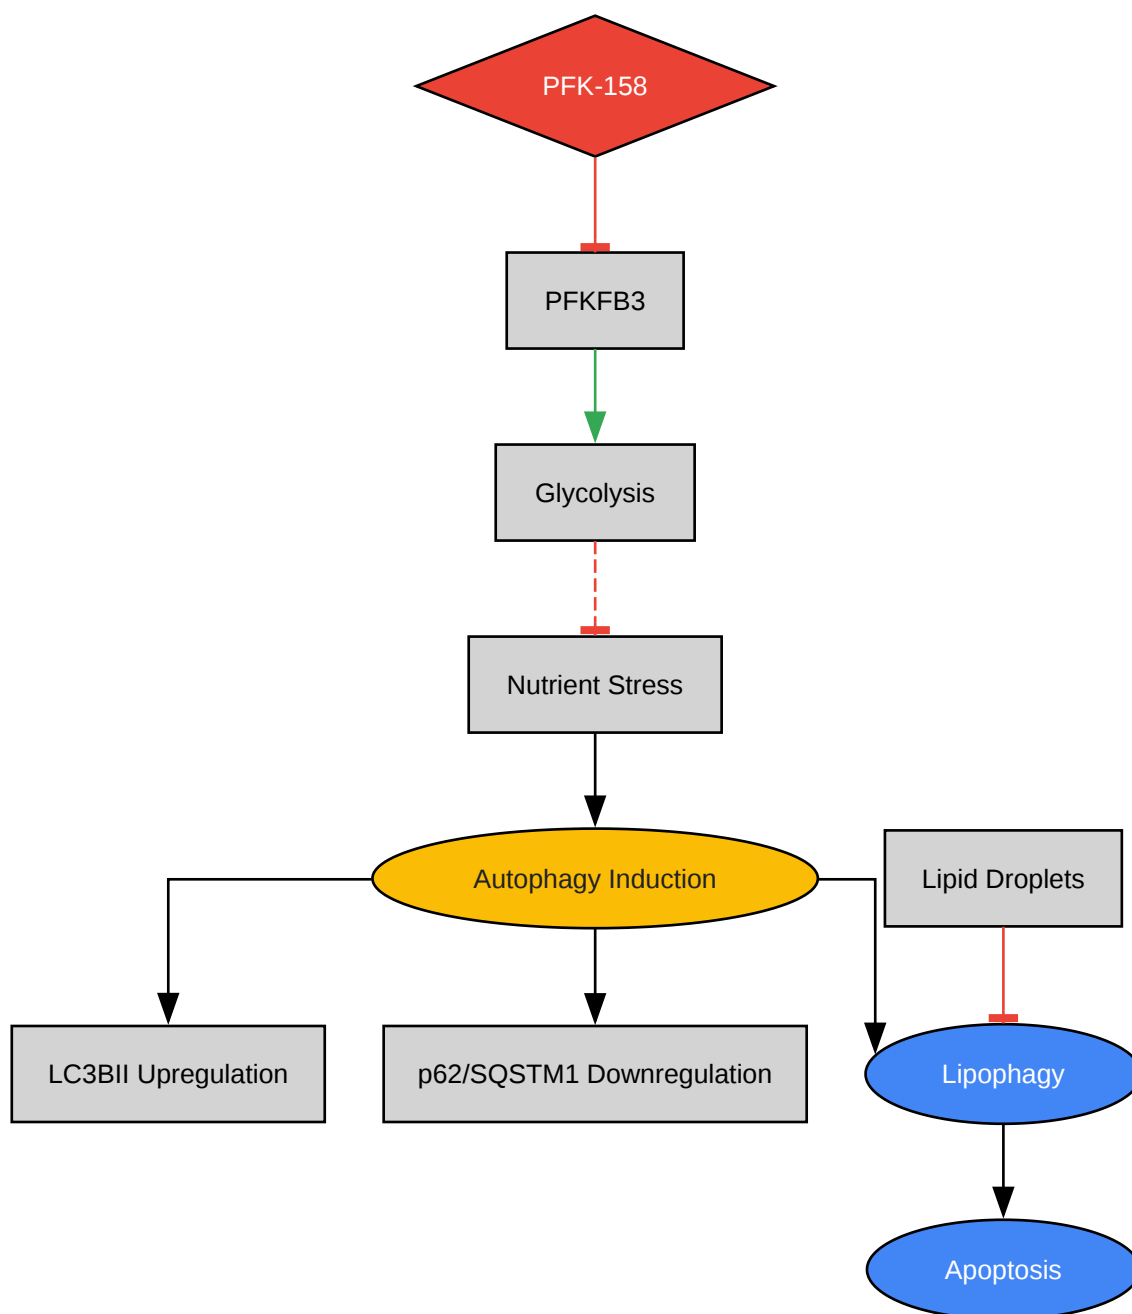 PFK-158
PFKFB3
Glycolysis
Nutrient Stress
Autophagy Induction
Lipid Droplets
LC3BII Upregulation
p62/SQSTM1 Downregulation
Lipophagy
Apoptosis